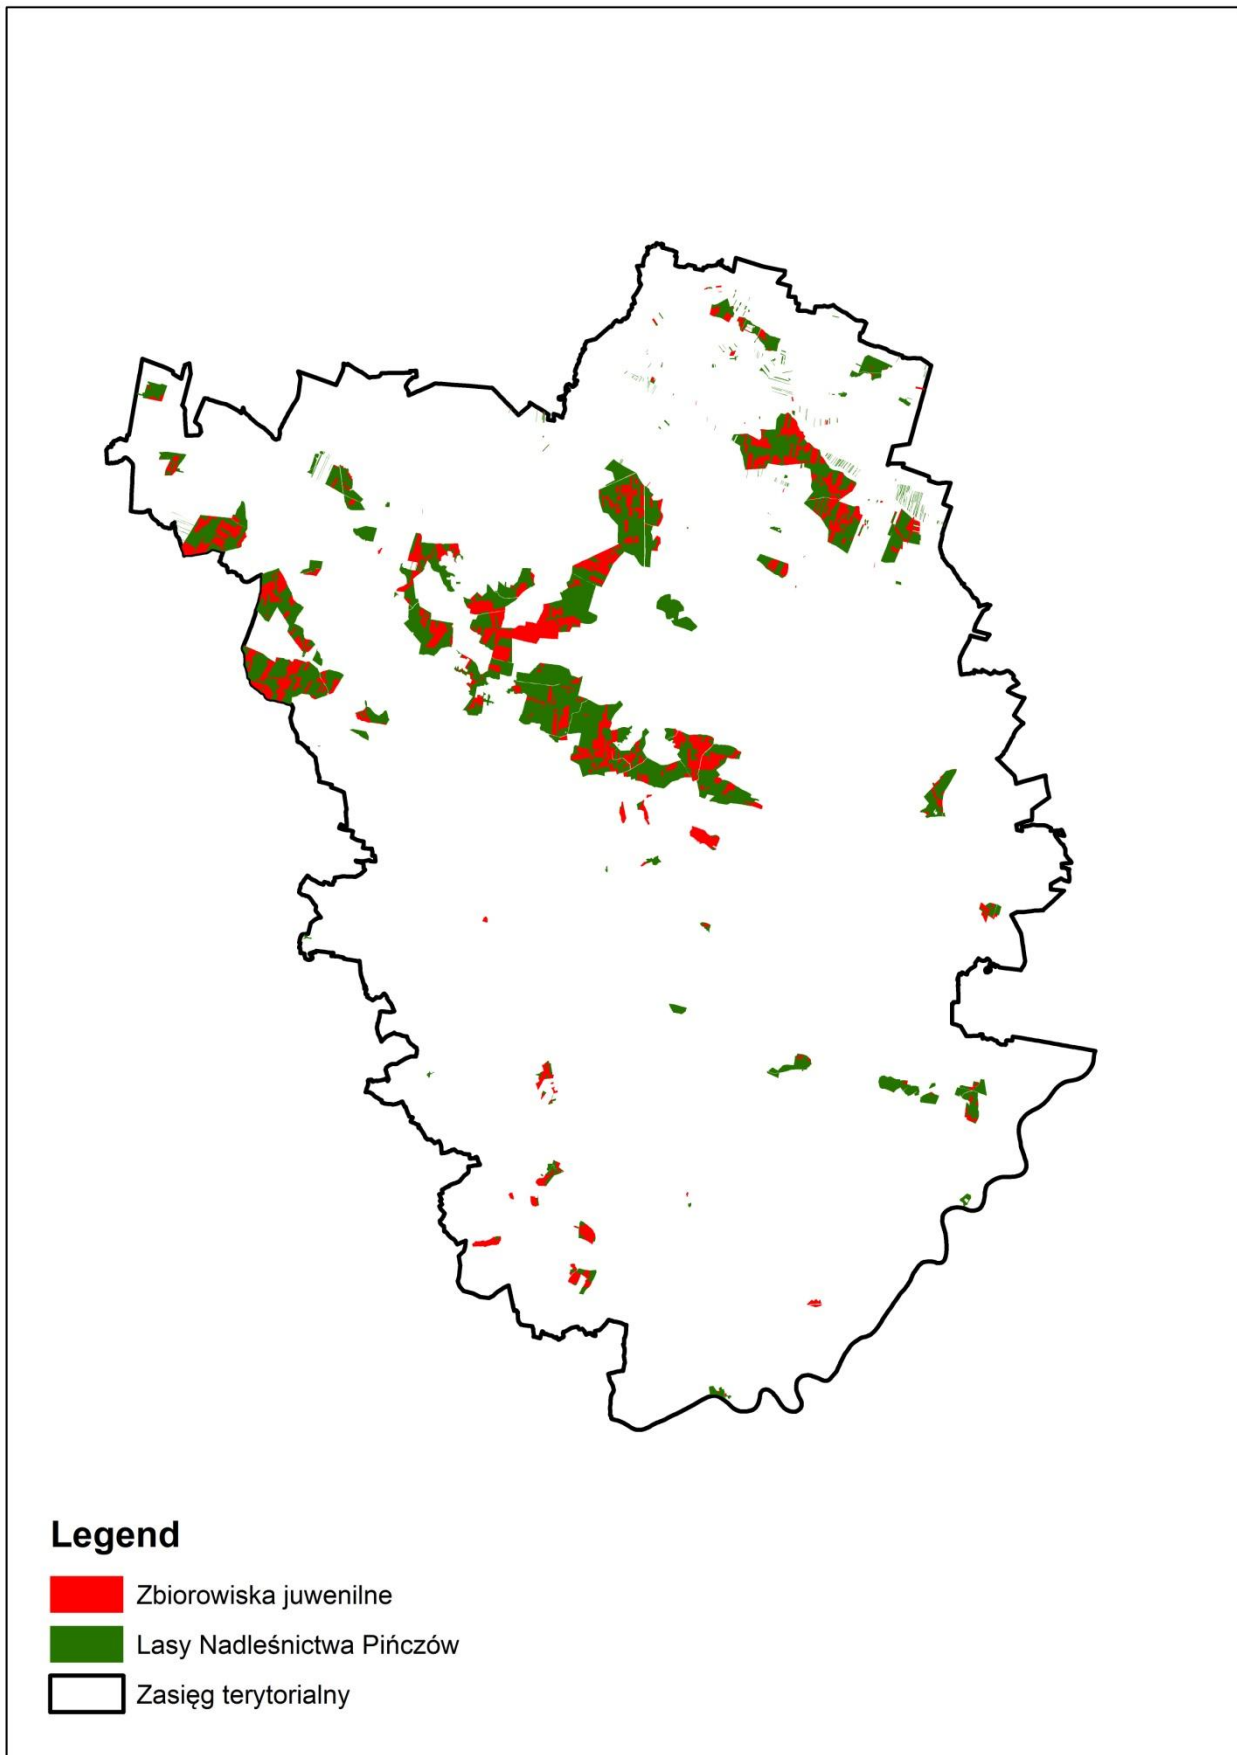 Legend
Zbiorowiska juwenilne
Lasy Nadleśnictwa Pińczów
Zasięg terytorialny